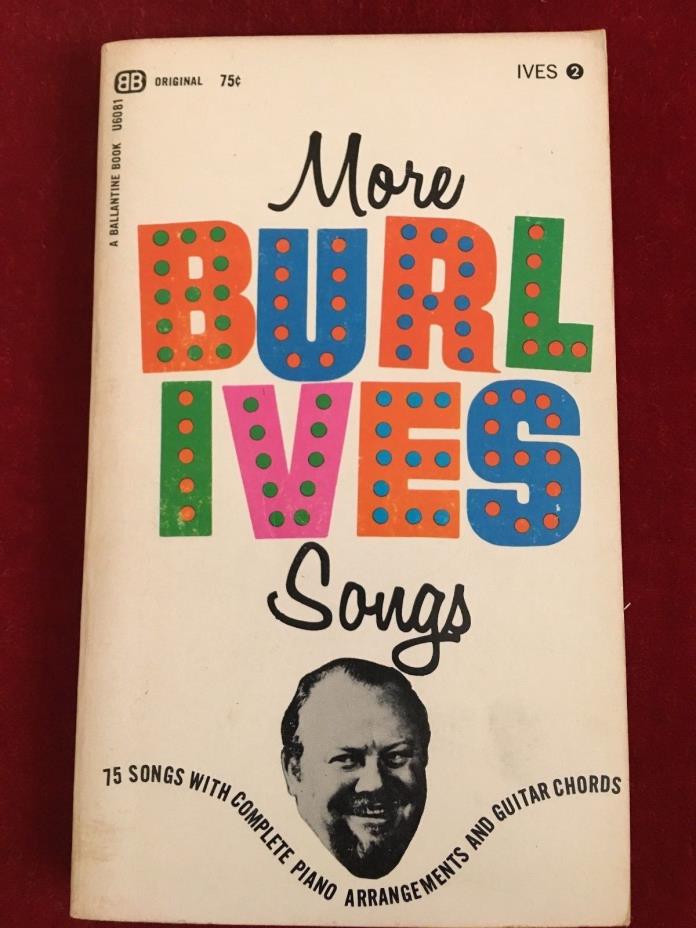 BB ORIGINAL 75¢
IVES 2
A BALLANTINE BOOK U6081
More
BURL
IVES
Songs
75 SONGS WITH COMPLETE PIANO ARRANGEMENTS AND GUITAR CHORDS